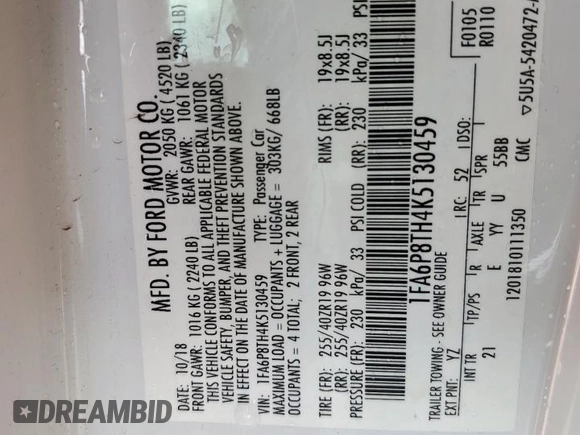 MFD. BY FORD MOTOR CO.
DATE: 10/18 GVWR: 2050 KG ( 4520 LB)
FRONT GAWR: 1016 KG ( 2240 LB) REAR GAWR: 1061 KG ( 2340 LB)
THIS VEHICLE CONFORMS TO ALL APPLICABLE FEDERAL MOTOR
VEHICLE SAFETY, BUMPER, AND THEFT PREVENTION STANDARDS
IN EFFECT ON THE DATE OF MANUFACTURE SHOWN ABOVE.
VIN: 1FA6P8TH4K5130459 TYPE: Passenger Car
MAXIMUM LOAD = OCCUPANTS + LUGGAGE = 303KG/ 668LB
OCCUPANTS = 4 TOTAL: 2 FRONT, 2 REAR
TIRE (FR): 255/40ZR19 96W RIMS (FR): 19x8.5J
(RR): 255/40ZR19 96W (RR): 19x8.5J
PRESSURE (FR): 230 kPa/ 33 PSI COLD (RR): 230 kPa/ 33 PSI
1FA6P8TH4K5130459
TRAILER TOWING - SEE OWNER GUIDE F0105
EXT PNT: YZ RC: 52 DSO: R0110
INT TR TP/PS R AXLE TR SPR
21 E YY U 55BB
1201810111350 CMC ▽5U5A-5420472-
DREAMBID